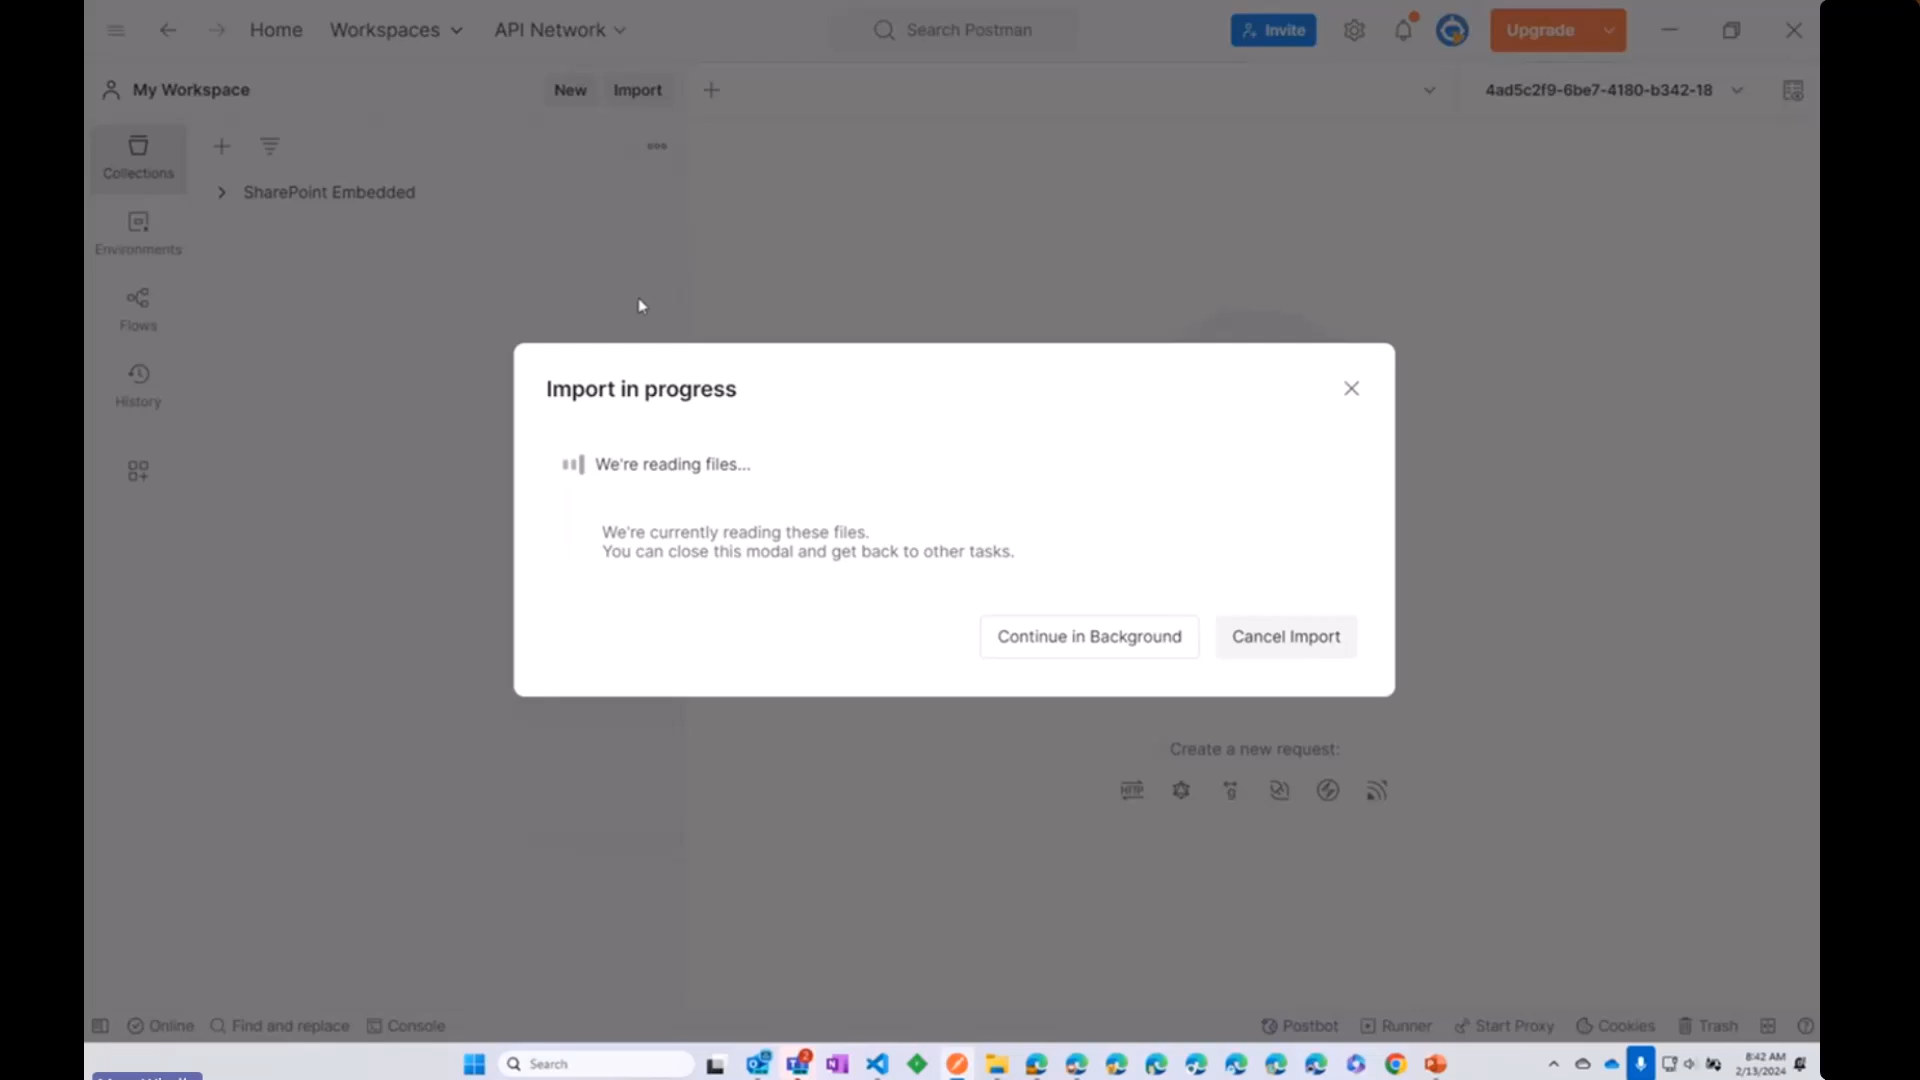 Home Workspaces API Network Search Postman Invite Upgrade
My Workspace New Import 4ad5c2f9-6be7-4180-b342-18
Collections
SharePoint Embedded
Environments
Flows
History
Import in progress
We're reading files...
We're currently reading these files.
You can close this modal and get back to other tasks.
Continue in Background Cancel Import
Create a new request:
HTTP
Online Find and replace Console Postbot Runner Start Proxy Cookies Trash
Search
8:42 AM
2/13/2024